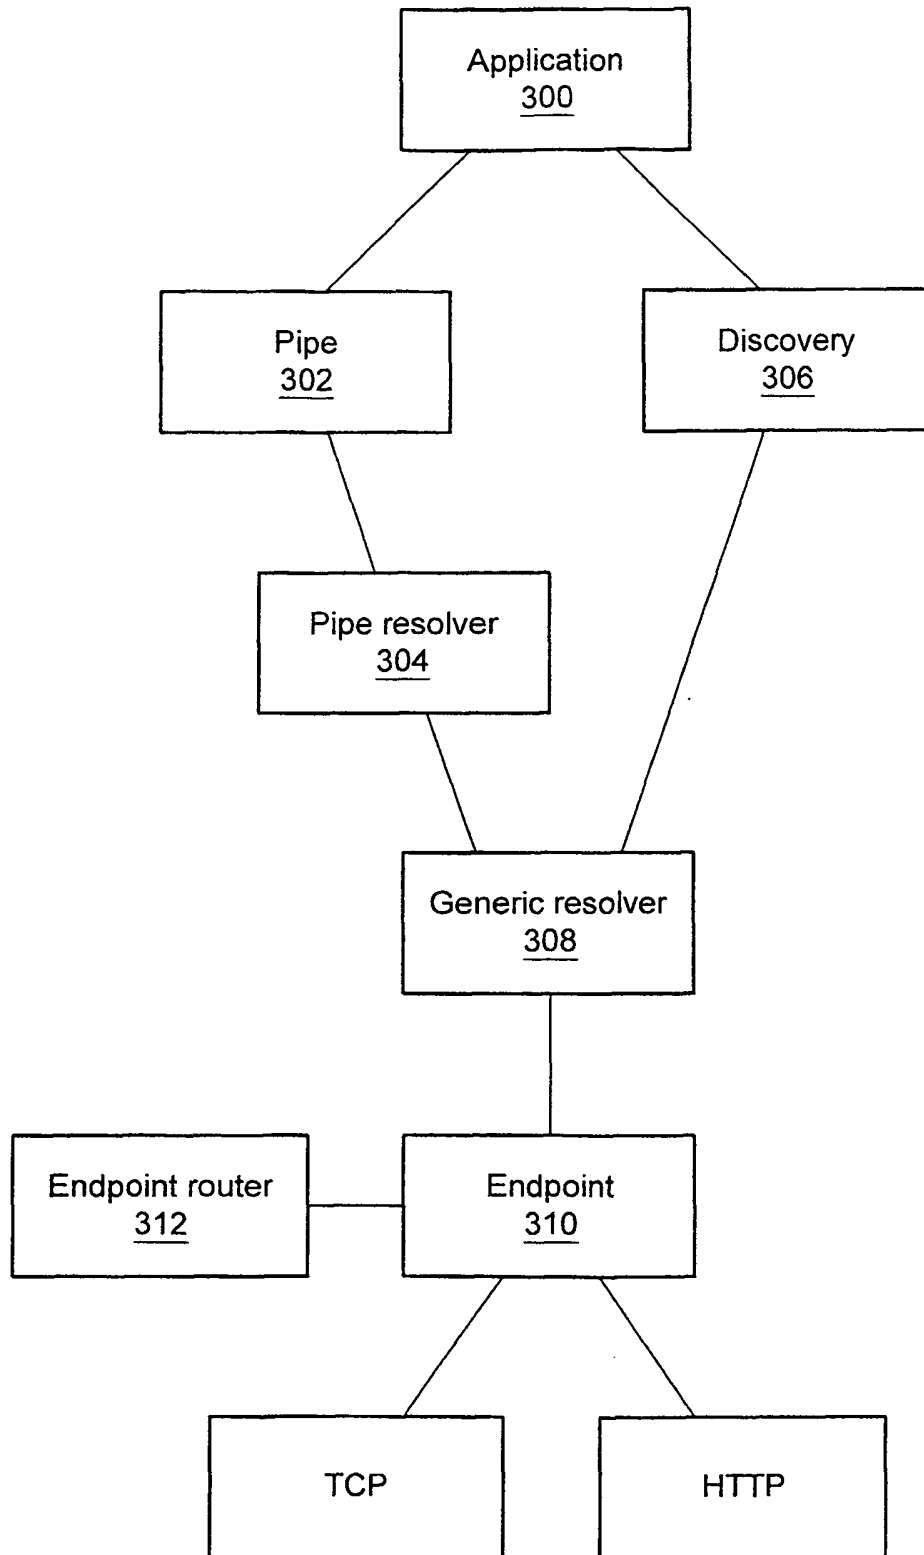 Application
300
Pipe
302
Discovery
306
Pipe resolver
304
Generic resolver
308
Endpoint router
312
Endpoint
310
TCP
HTTP